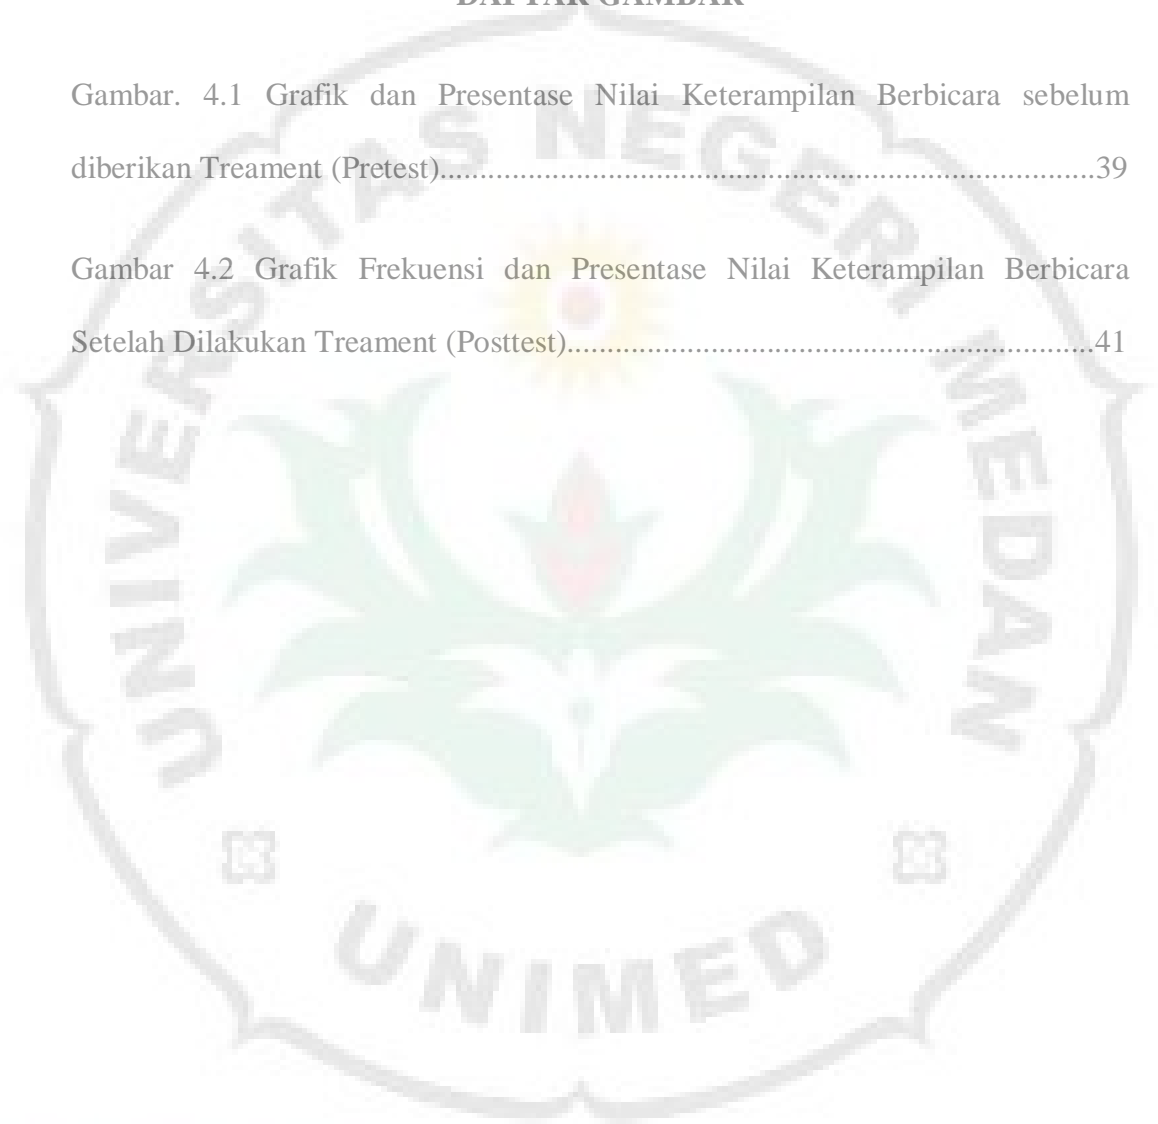 DAFTAR GAMBAR
Gambar. 4.1 Grafik dan Presentase Nilai Keterampilan Berbicara sebelum
diberikan Treament (Pretest)....................................................................................39
Gambar 4.2 Grafik Frekuensi dan Presentase Nilai Keterampilan Berbicara
Setelah Dilakukan Treament (Posttest)...................................................................41
UNIVERSITAS NEGERI MEDAN
UNIMED